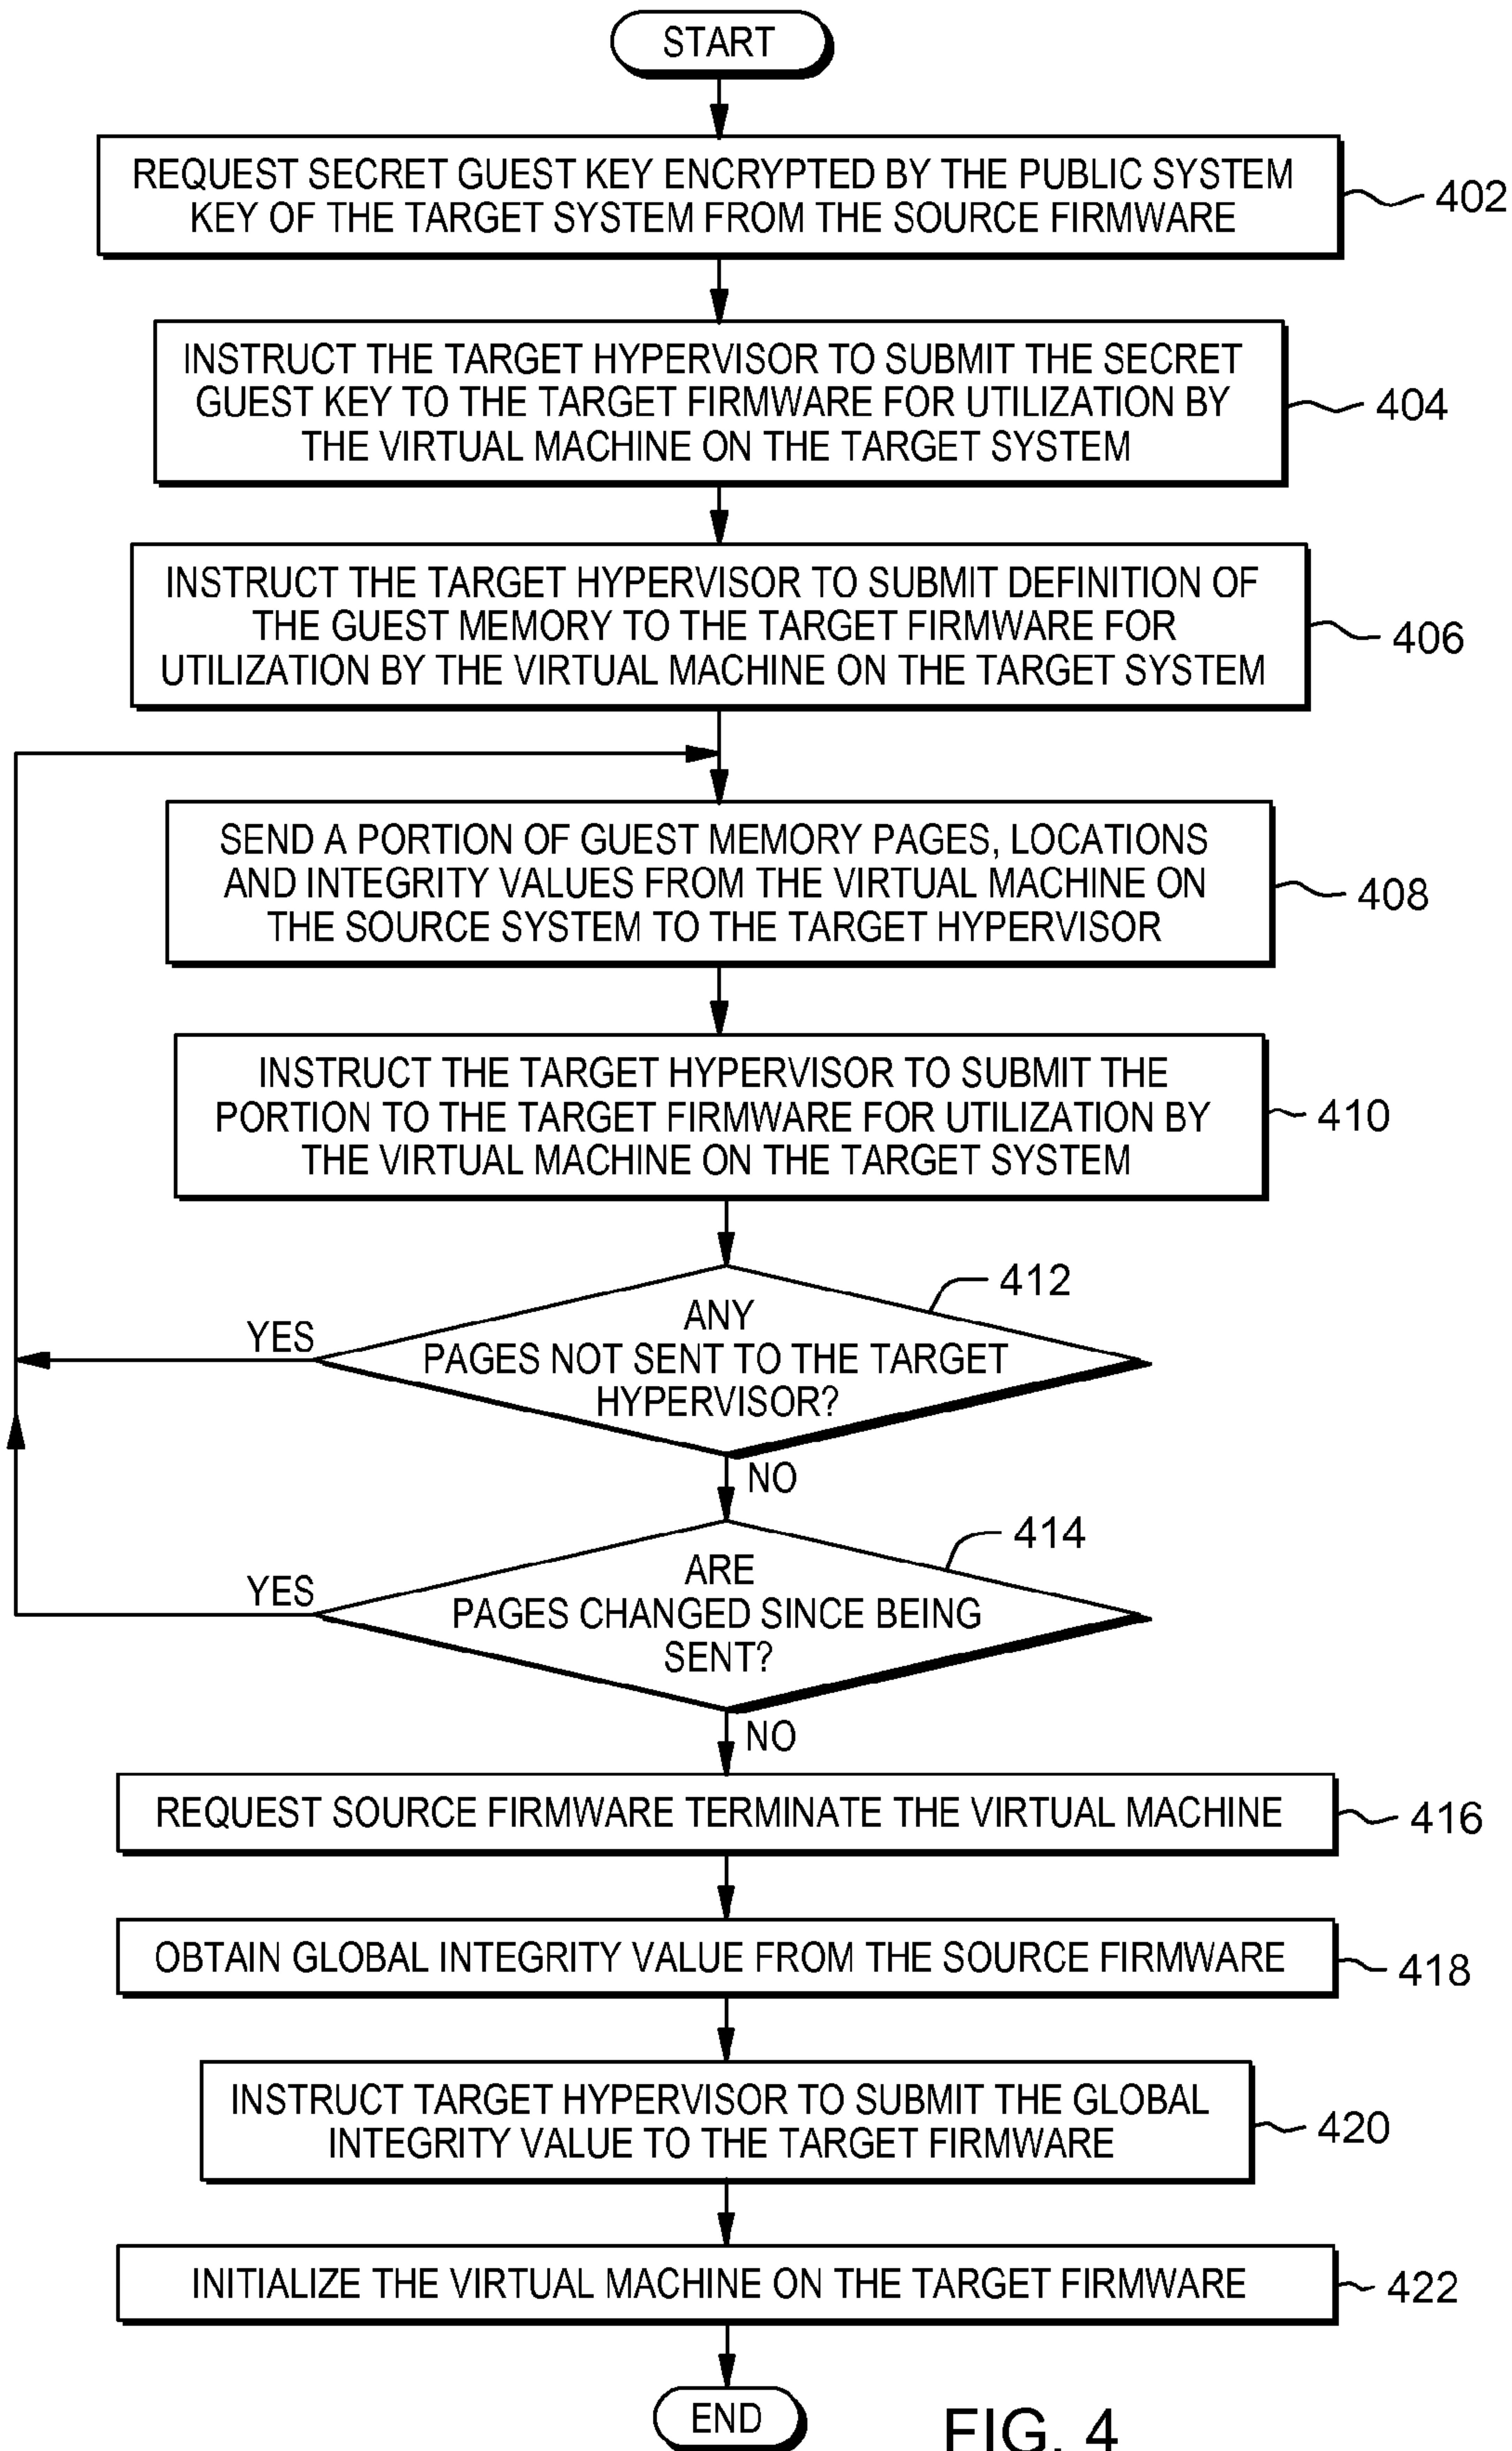 START
REQUEST SECRET GUEST KEY ENCRYPTED BY THE PUBLIC SYSTEM
KEY OF THE TARGET SYSTEM FROM THE SOURCE FIRMWARE
402
INSTRUCT THE TARGET HYPERVISOR TO SUBMIT THE SECRET
GUEST KEY TO THE TARGET FIRMWARE FOR UTILIZATION BY
THE VIRTUAL MACHINE ON THE TARGET SYSTEM
404
INSTRUCT THE TARGET HYPERVISOR TO SUBMIT DEFINITION OF
THE GUEST MEMORY TO THE TARGET FIRMWARE FOR
UTILIZATION BY THE VIRTUAL MACHINE ON THE TARGET SYSTEM
406
SEND A PORTION OF GUEST MEMORY PAGES, LOCATIONS
AND INTEGRITY VALUES FROM THE VIRTUAL MACHINE ON
THE SOURCE SYSTEM TO THE TARGET HYPERVISOR
408
INSTRUCT THE TARGET HYPERVISOR TO SUBMIT THE
PORTION TO THE TARGET FIRMWARE FOR UTILIZATION BY
THE VIRTUAL MACHINE ON THE TARGET SYSTEM
410
412
ANY
PAGES NOT SENT TO THE TARGET
HYPERVISOR?
YES
NO
414
ARE
PAGES CHANGED SINCE BEING
SENT?
YES
NO
REQUEST SOURCE FIRMWARE TERMINATE THE VIRTUAL MACHINE
416
OBTAIN GLOBAL INTEGRITY VALUE FROM THE SOURCE FIRMWARE
418
INSTRUCT TARGET HYPERVISOR TO SUBMIT THE GLOBAL
INTEGRITY VALUE TO THE TARGET FIRMWARE
420
INITIALIZE THE VIRTUAL MACHINE ON THE TARGET FIRMWARE
422
END
FIG. 4